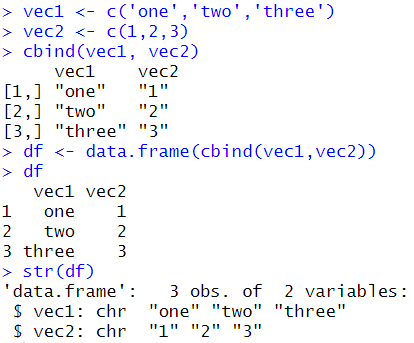 > vec1 <- c('one','two','three')
> vec2 <- c(1,2,3)
> cbind(vec1, vec2)
     vec1    vec2
[1,] "one"   "1"
[2,] "two"   "2"
[3,] "three" "3"
> df <- data.frame(cbind(vec1,vec2))
> df
   vec1 vec2
1   one    1
2   two    2
3 three    3
> str(df)
'data.frame':   3 obs. of  2 variables:
 $ vec1: chr  "one" "two" "three"
 $ vec2: chr  "1" "2" "3"